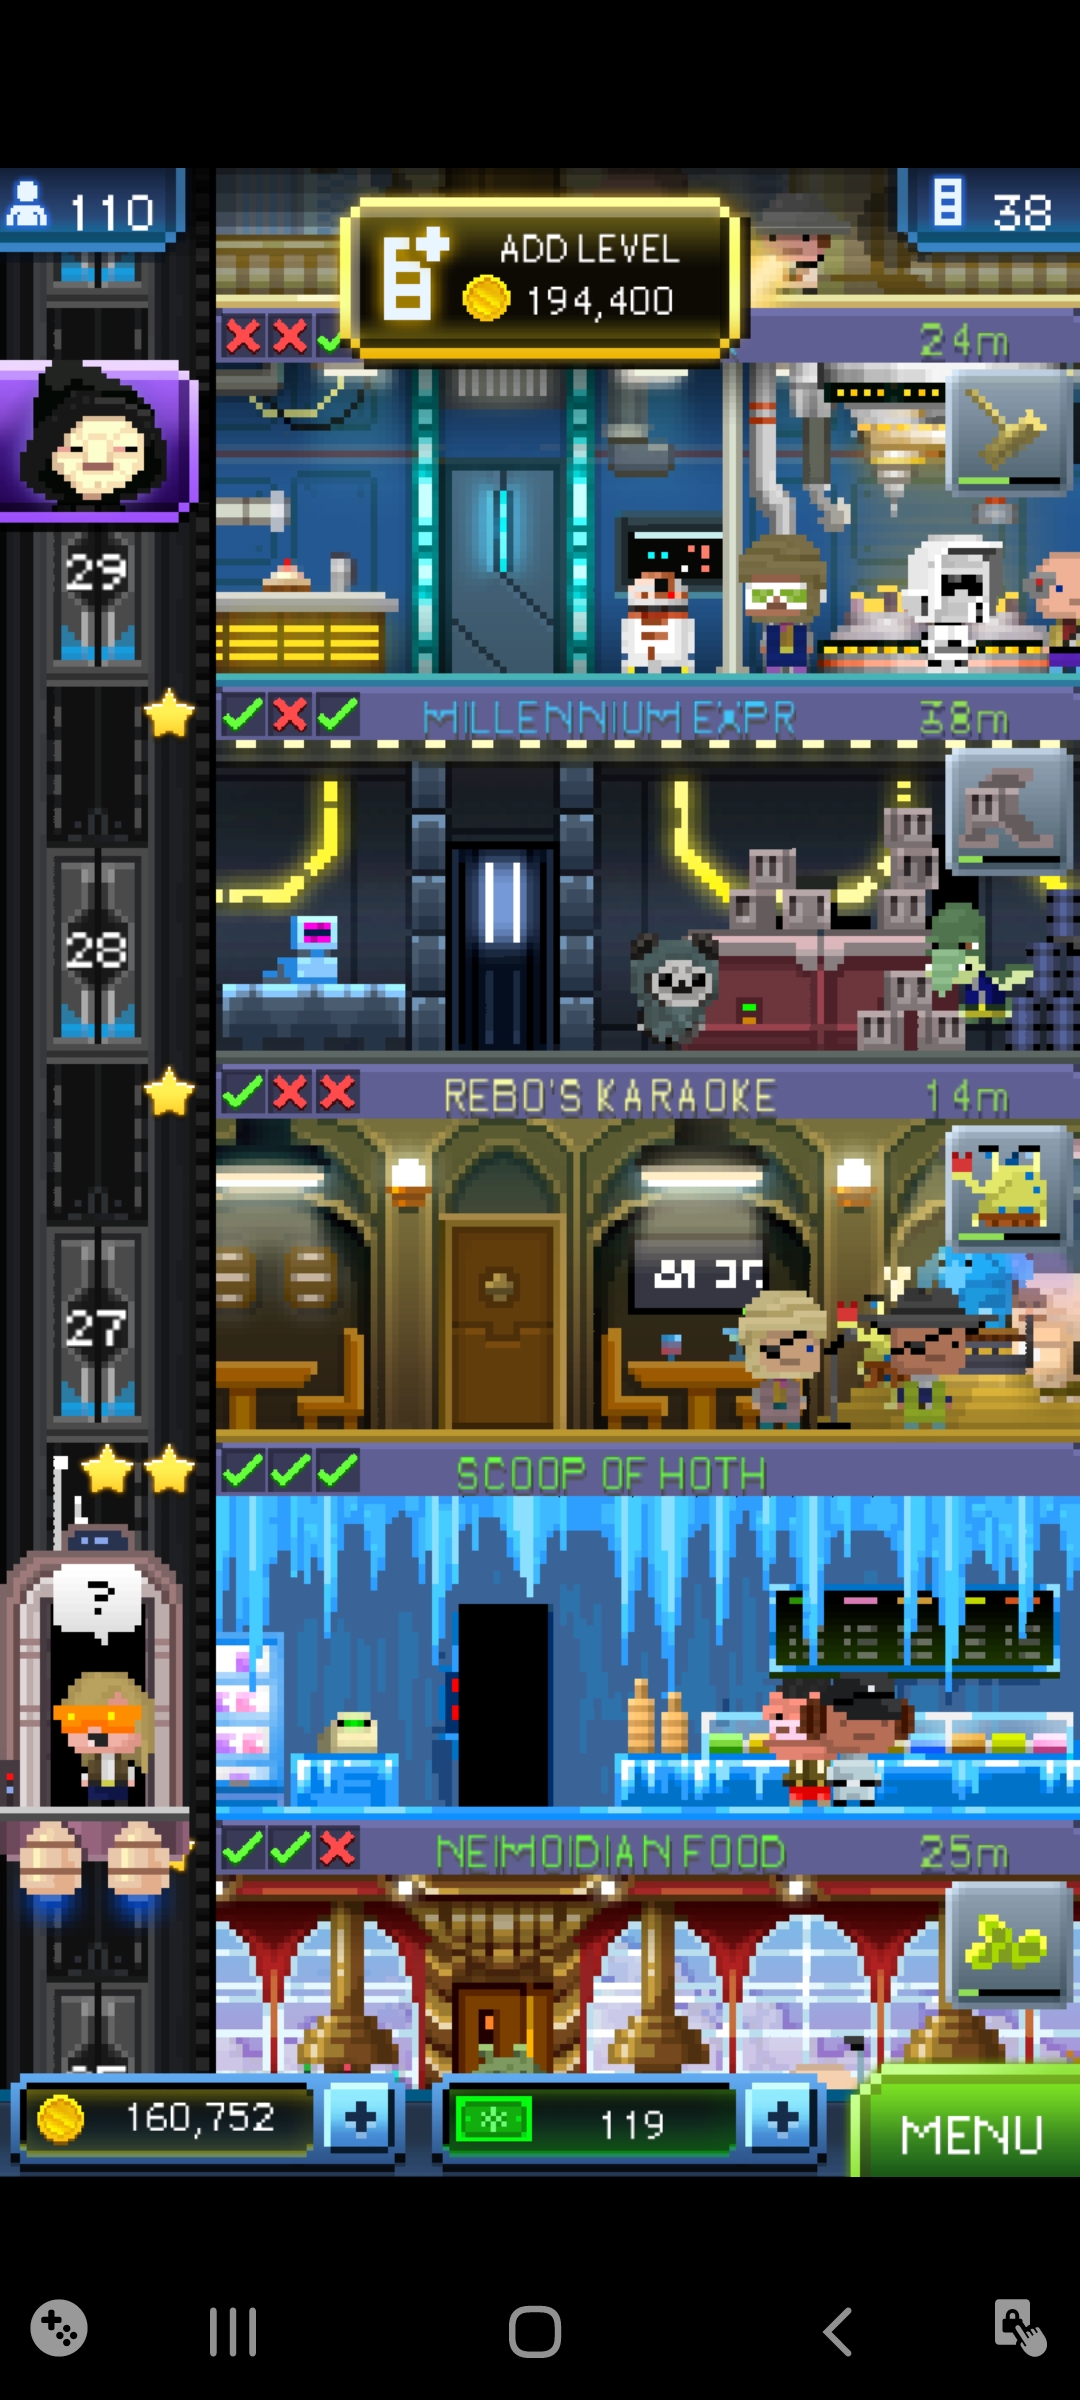 110
ADD LEVEL
194,400
38
24m
29
MILLENNIUM EXPR
38m
28
REBO'S KARAOKE
14m
27
SCOOP OF HOTH
?
NEIMOIDIAN FOOD
25m
160,752
+
119
+
MENU